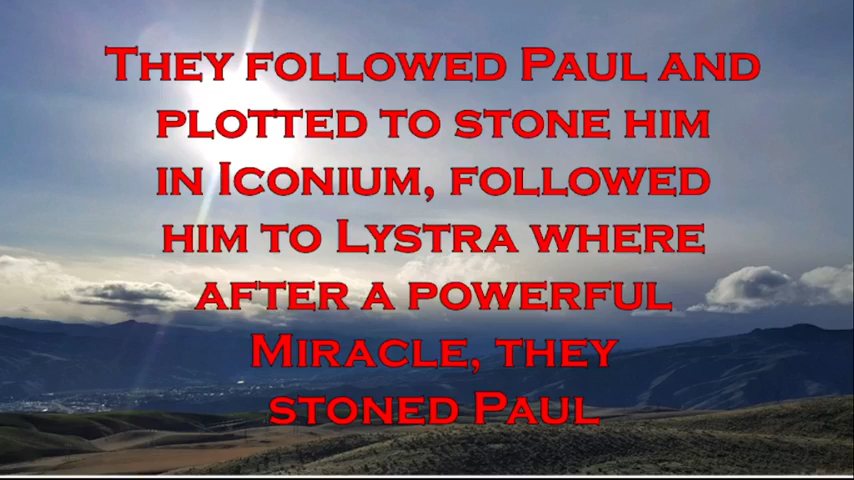 They followed Paul and
plotted to stone him
in Iconium, followed
him to Lystra where
after a powerful
Miracle, they
stoned Paul